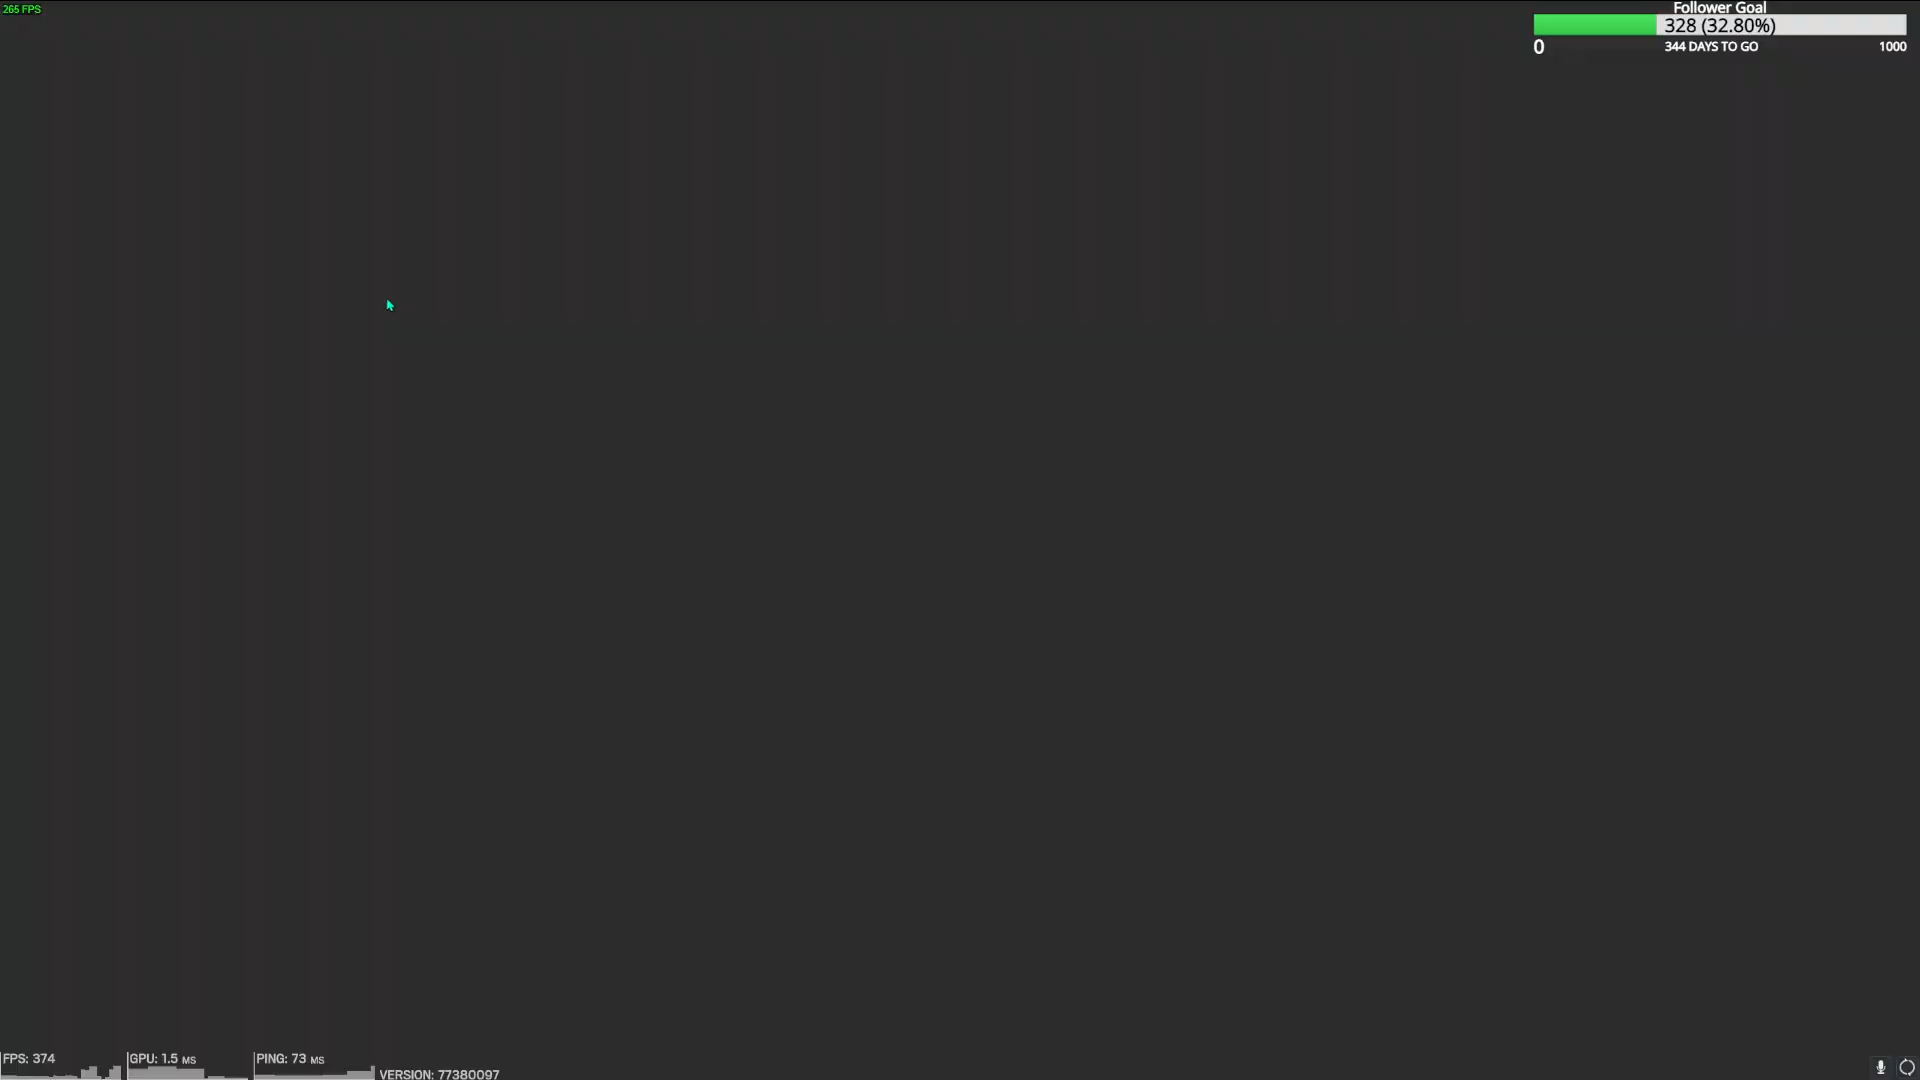 265 FPS
Follower Goal
328 (32.80%)
0 344 DAYS TO GO 1000
FPS: 374 GPU: 1.5 MS PING: 73 MS VERSION: 77380097